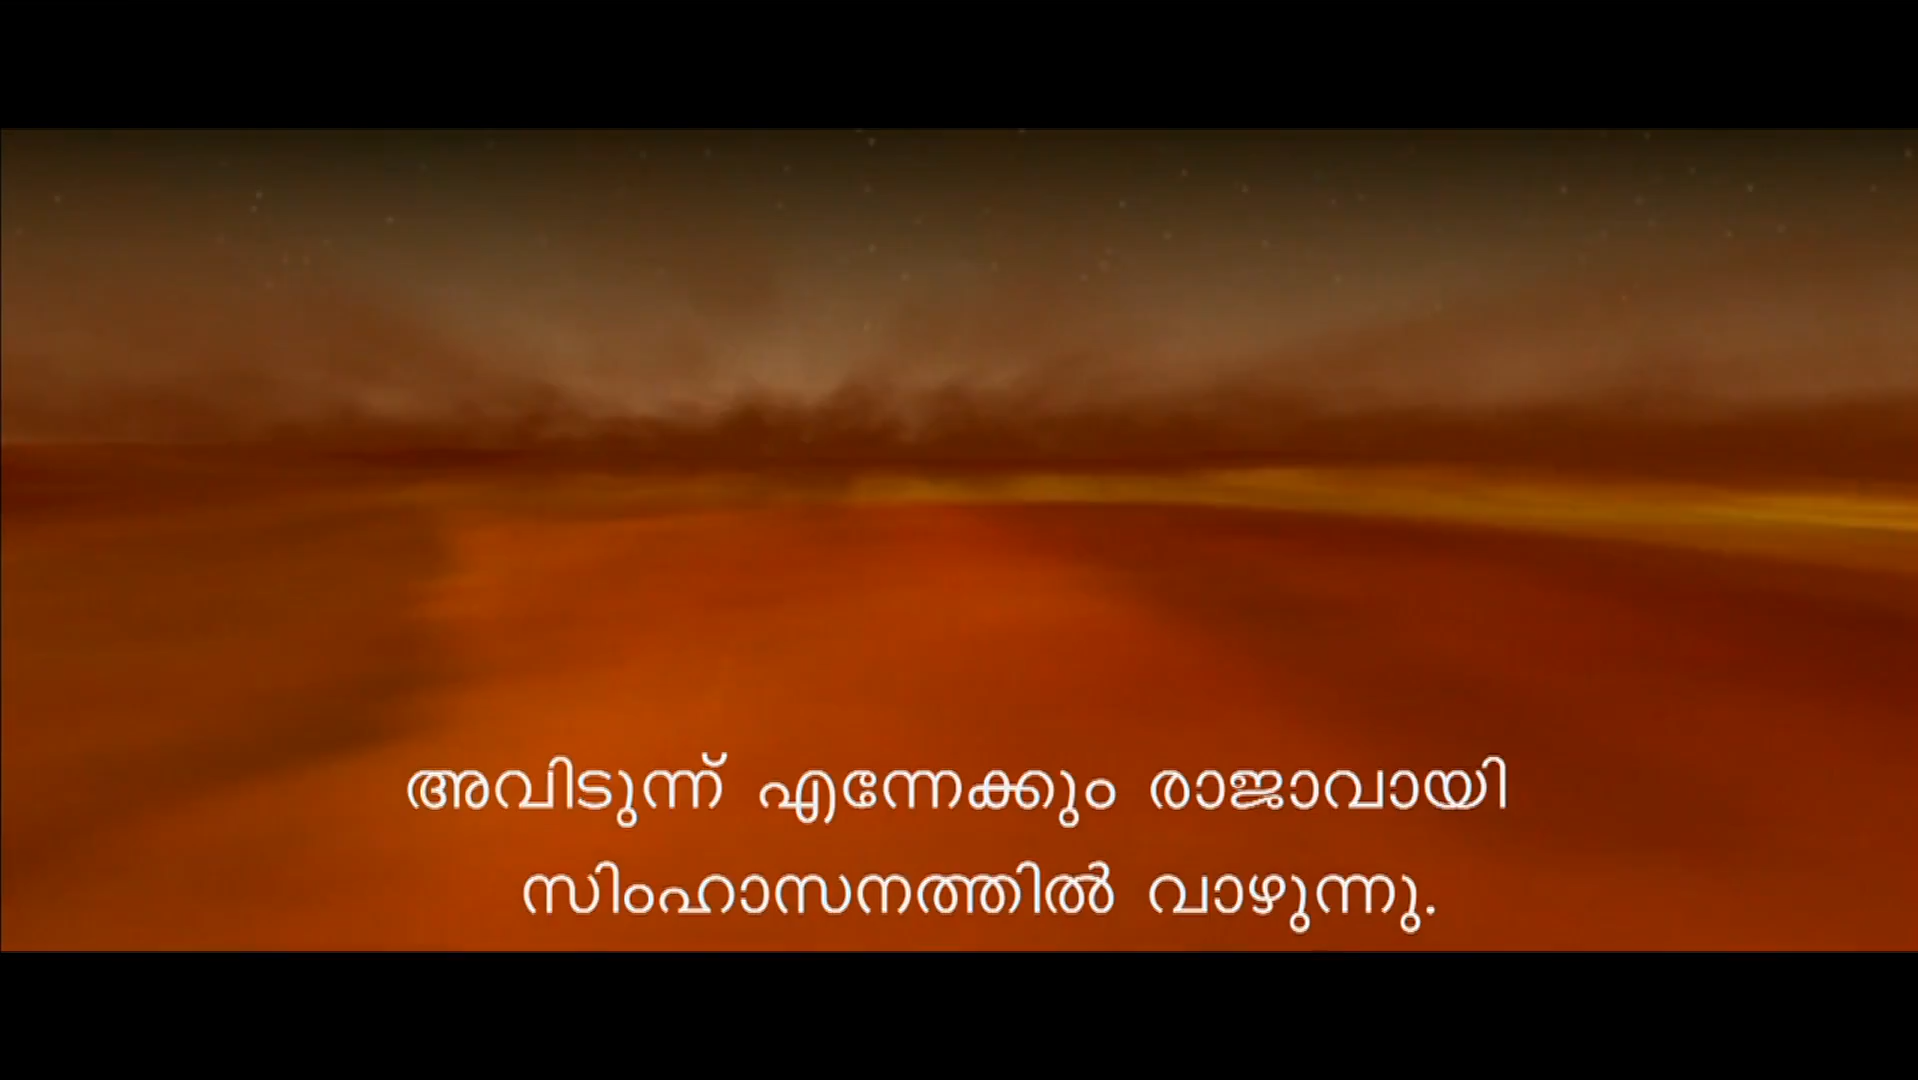 അവിടുന്ന് എന്നേക്കും രാജാവായി
സിംഹാസനത്തിൽ വാഴുന്നു.